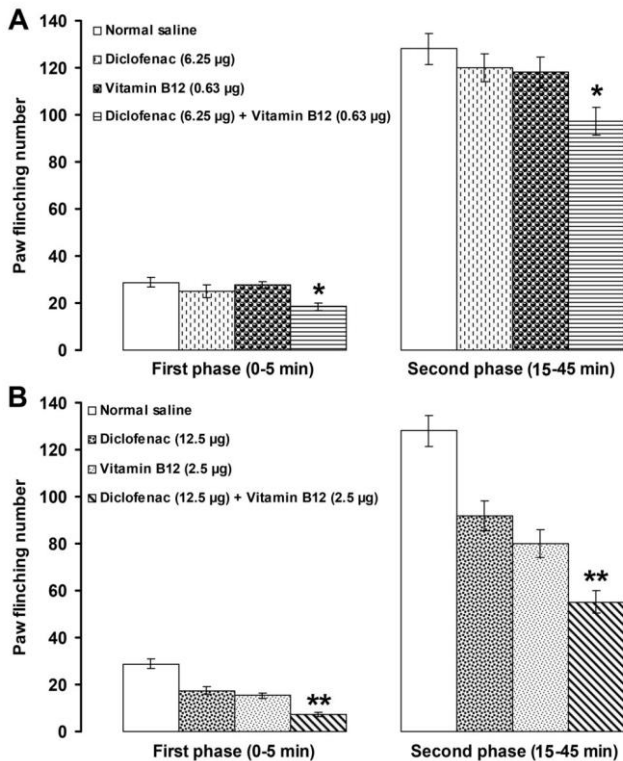 A
Paw flinching number
140
120
100
80
60
40
20
0
Normal saline
Diclofenac (6.25 µg)
Vitamin B12 (0.63 µg)
Diclofenac (6.25 µg) + Vitamin B12 (0.63 µg)
*
*
First phase (0-5 min)
Second phase (15-45 min)
B
Paw flinching number
140
120
100
80
60
40
20
0
Normal saline
Diclofenac (12.5 µg)
Vitamin B12 (2.5 µg)
Diclofenac (12.5 µg) + Vitamin B12 (2.5 µg)
**
**
First phase (0-5 min)
Second phase (15-45 min)